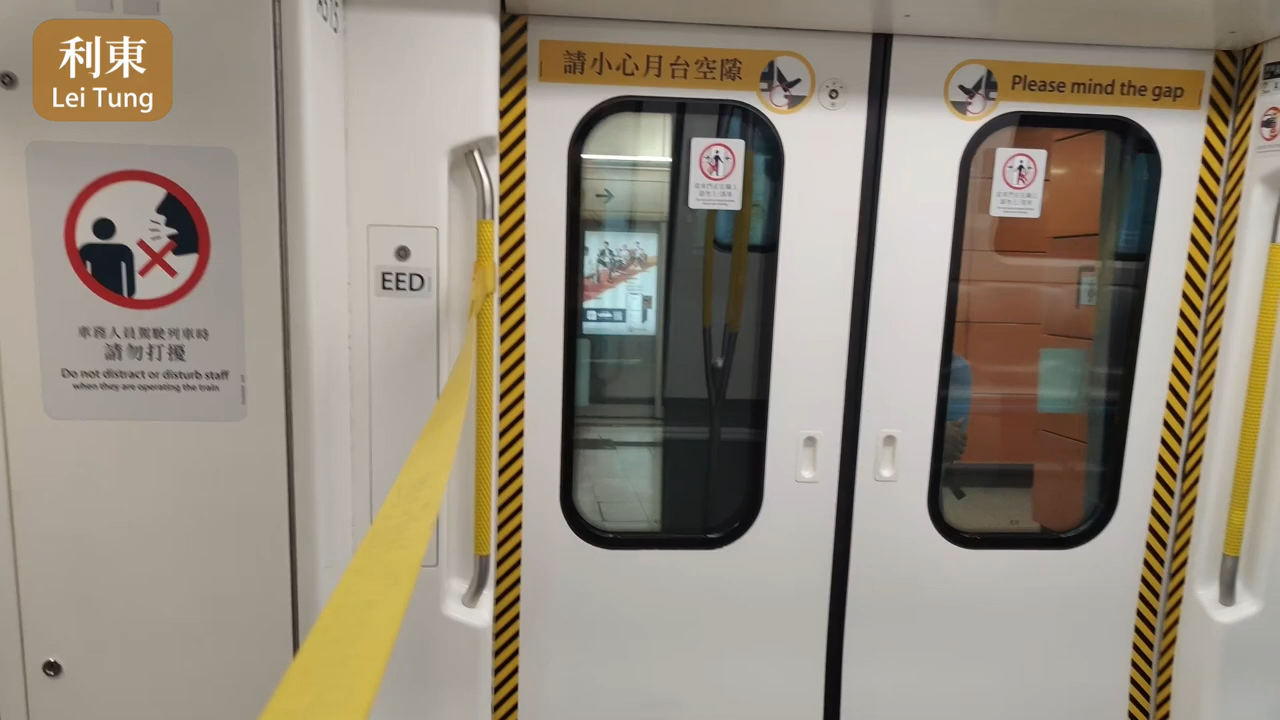 利東
Lei Tung
車務人員駕駛列車時
請勿打擾
Do not distract or disturb staff
when they are operating the train
EED
請小心月台空隙
Please mind the gap